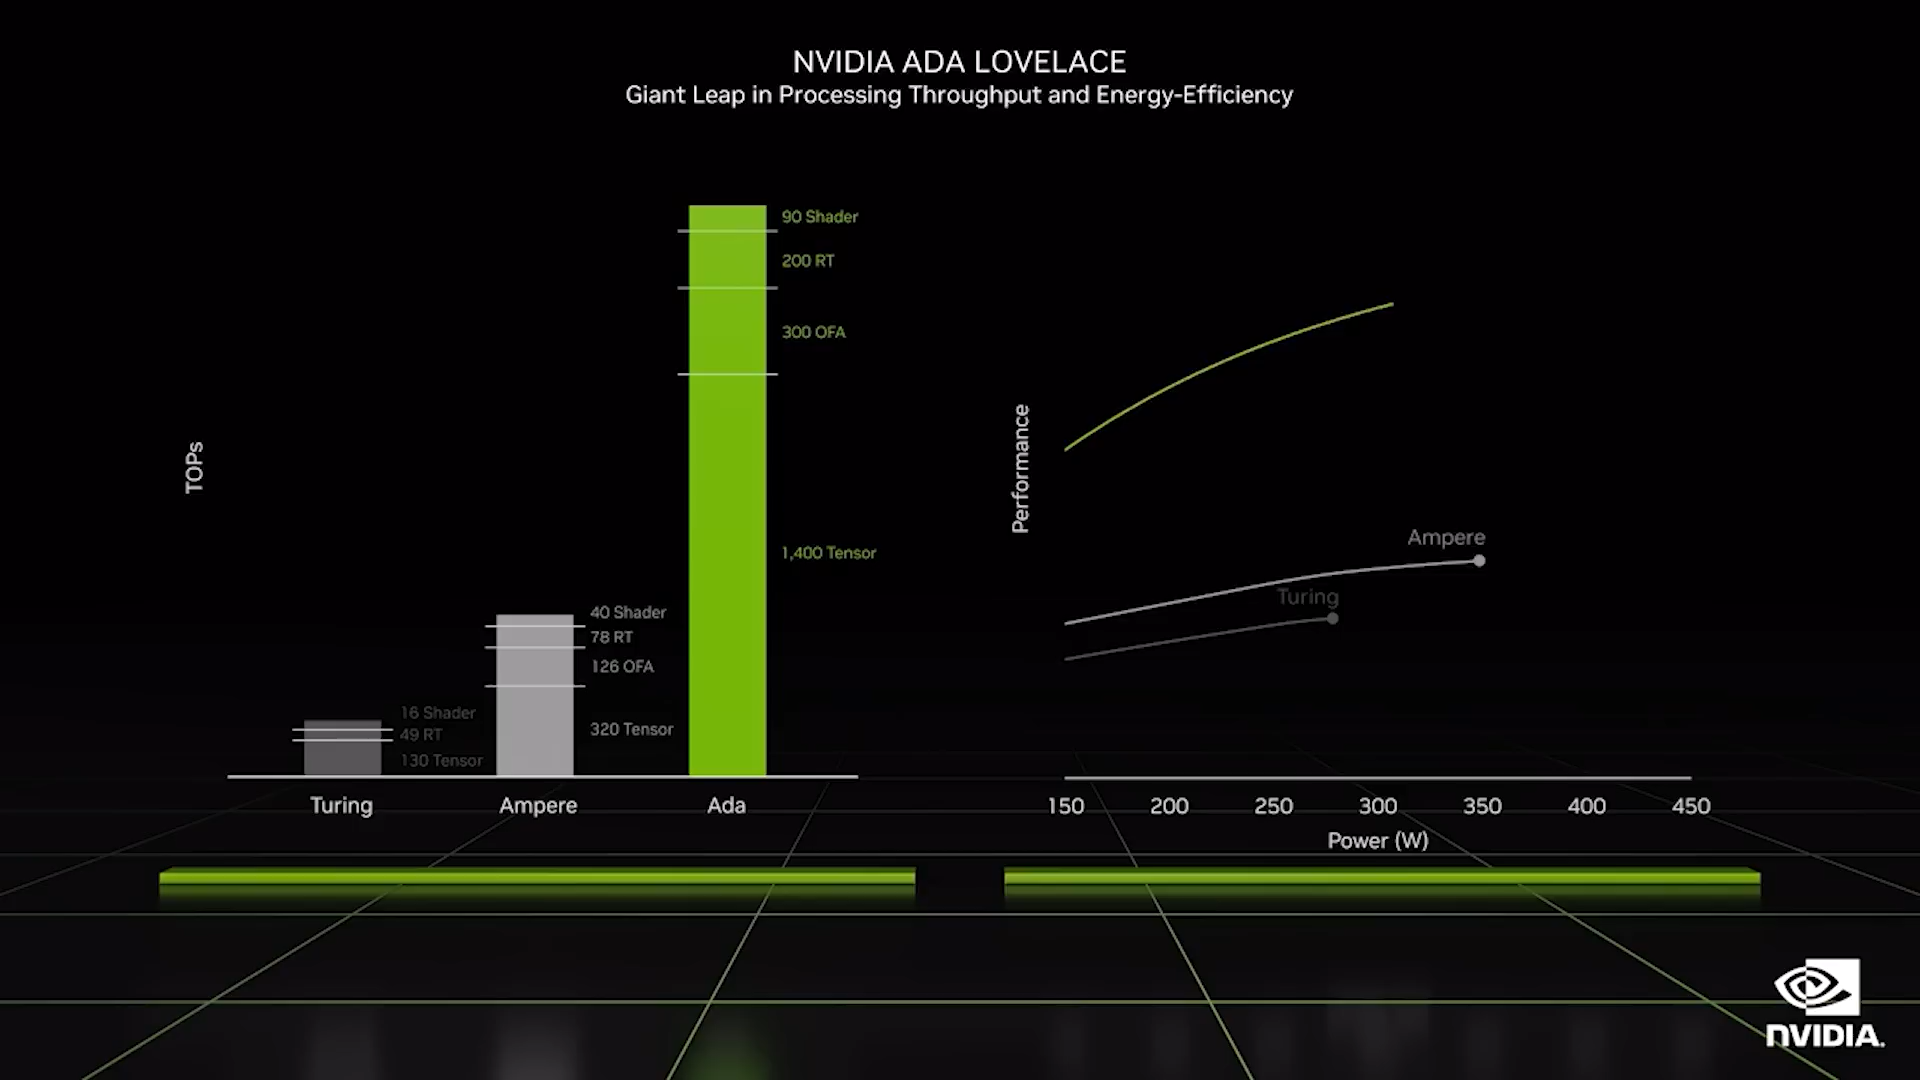 NVIDIA ADA LOVELACE
Giant Leap in Processing Throughput and Energy-Efficiency
TOPs
90 Shader
200 RT
300 OFA
1,400 Tensor
40 Shader
78 RT
126 OFA
320 Tensor
16 Shader
49 RT
130 Tensor
Turing Ampere Ada
Performance
Ampere
Turing
150 200 250 300 350 400 450
Power (W)
NVIDIA.